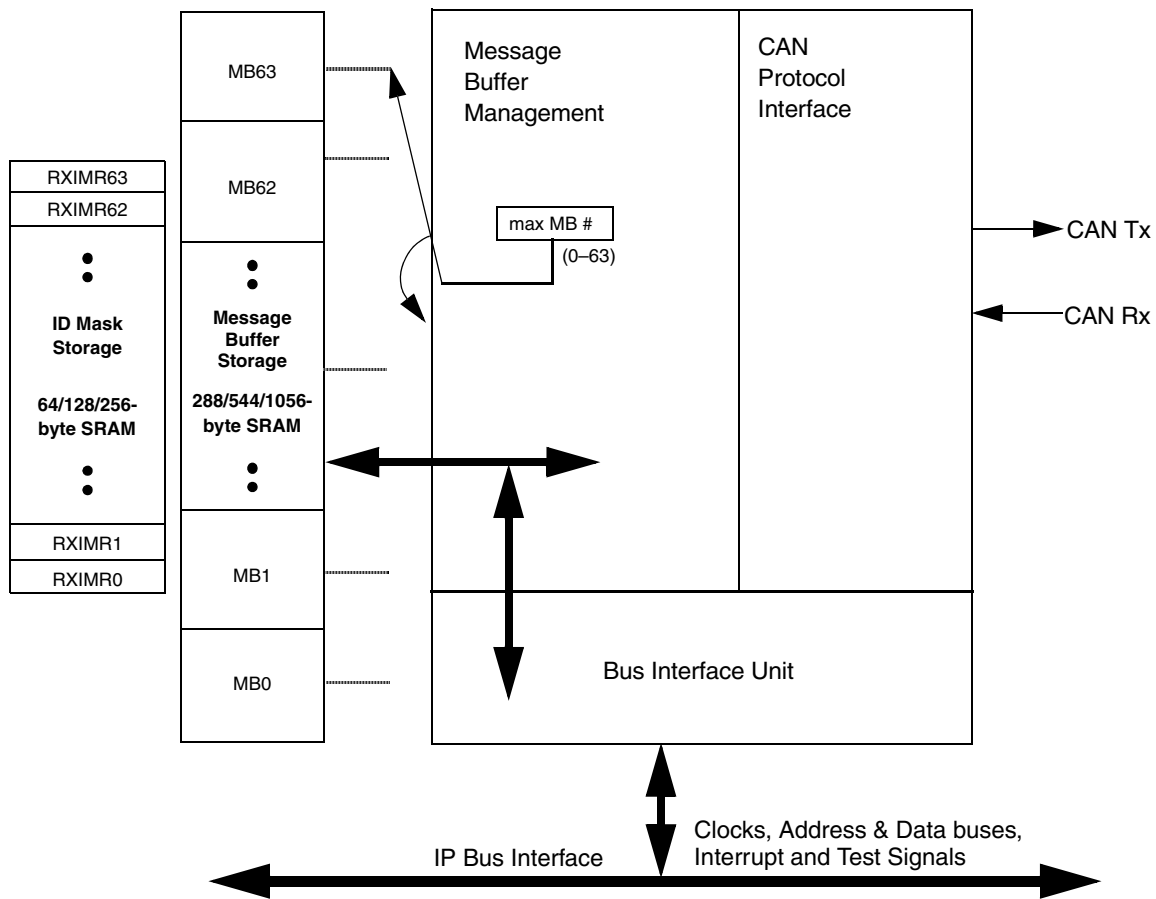 RXIMR63
RXIMR62
ID Mask
Storage
64/128/256-
byte SRAM
RXIMR1
RXIMR0
MB63
MB62
Message
Buffer
Storage
288/544/1056-
byte SRAM
MB1
MB0
Message
Buffer
Management
max MB #
(0–63)
CAN
Protocol
Interface
CAN Tx
CAN Rx
Bus Interface Unit
IP Bus Interface
Clocks, Address & Data buses,
Interrupt and Test Signals